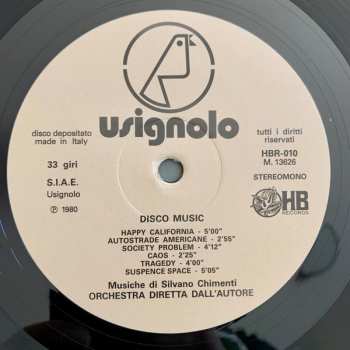 usignolo
disco depositato
made in Italy
tutti i diritti
riservati
33 giri
HBR-010
M. 13626
S.I.A.E.
Usignolo
STEREOMONO
℗ 1980
HB
RECORDS
DISCO MUSIC
HAPPY CALIFORNIA - 5'00"
AUTOSTRADE AMERICANE - 2'55"
SOCIETY PROBLEM - 4'12"
CAOS - 2'25"
TRAGEDY - 4'00"
SUSPENCE SPACE - 5'05"
Musiche di Silvano Chimenti
ORCHESTRA DIRETTA DALL'AUTORE